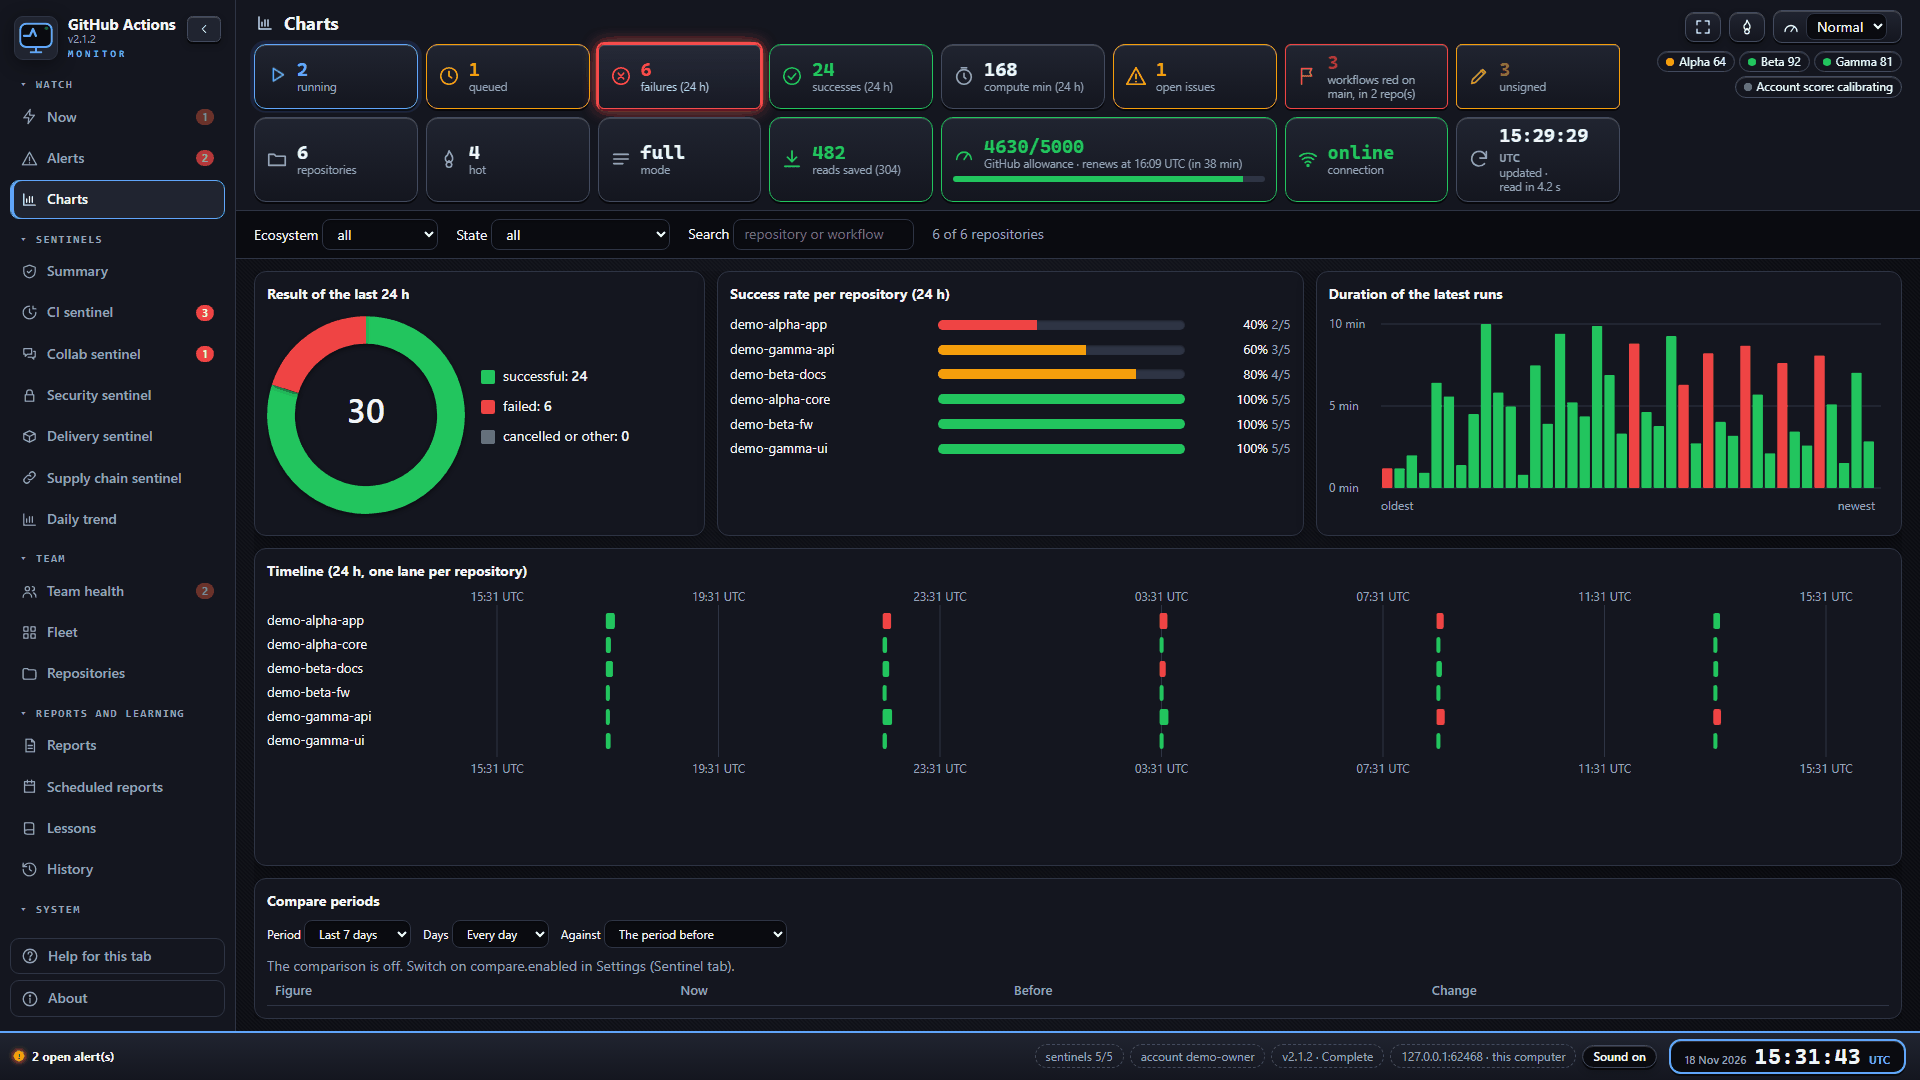 GitHub Actions
v2.1.2
MONITOR
WATCH
Now 1
Alerts 2
Charts
SENTINELS
Summary
CI sentinel 3
Collab sentinel 1
Security sentinel
Delivery sentinel
Supply chain sentinel
Daily trend
TEAM
Team health 2
Fleet
Repositories
REPORTS AND LEARNING
Reports
Scheduled reports
Lessons
History
SYSTEM
Help for this tab
About
Charts
Normal
Alpha 64
Beta 92
Gamma 81
Account score: calibrating
2
running
1
queued
6
failures (24 h)
24
successes (24 h)
168
compute min (24 h)
1
open issues
3
workflows red on
main, in 2 repo(s)
3
unsigned
6
repositories
4
hot
full
mode
482
reads saved (304)
4630/5000
GitHub allowance · renews at 16:09 UTC (in 38 min)
online
connection
15:29:29
UTC
updated ·
read in 4.2 s
Ecosystem all State all Search repository or workflow 6 of 6 repositories
Result of the last 24 h
30
successful: 24
failed: 6
cancelled or other: 0
Success rate per repository (24 h)
demo-alpha-app 40% 2/5
demo-gamma-api 60% 3/5
demo-beta-docs 80% 4/5
demo-alpha-core 100% 5/5
demo-beta-fw 100% 5/5
demo-gamma-ui 100% 5/5
Duration of the latest runs
10 min
5 min
0 min
oldest newest
Timeline (24 h, one lane per repository)
15:31 UTC 19:31 UTC 23:31 UTC 03:31 UTC 07:31 UTC 11:31 UTC 15:31 UTC
demo-alpha-app
demo-alpha-core
demo-beta-docs
demo-beta-fw
demo-gamma-api
demo-gamma-ui
15:31 UTC 19:31 UTC 23:31 UTC 03:31 UTC 07:31 UTC 11:31 UTC 15:31 UTC
Compare periods
Period Last 7 days Days Every day Against The period before
The comparison is off. Switch on compare.enabled in Settings (Sentinel tab).
Figure Now Before Change
2 open alert(s)
sentinels 5/5
account demo-owner
v2.1.2 · Complete
127.0.0.1:62468 · this computer
Sound on
18 Nov 2026 15:31:43 UTC